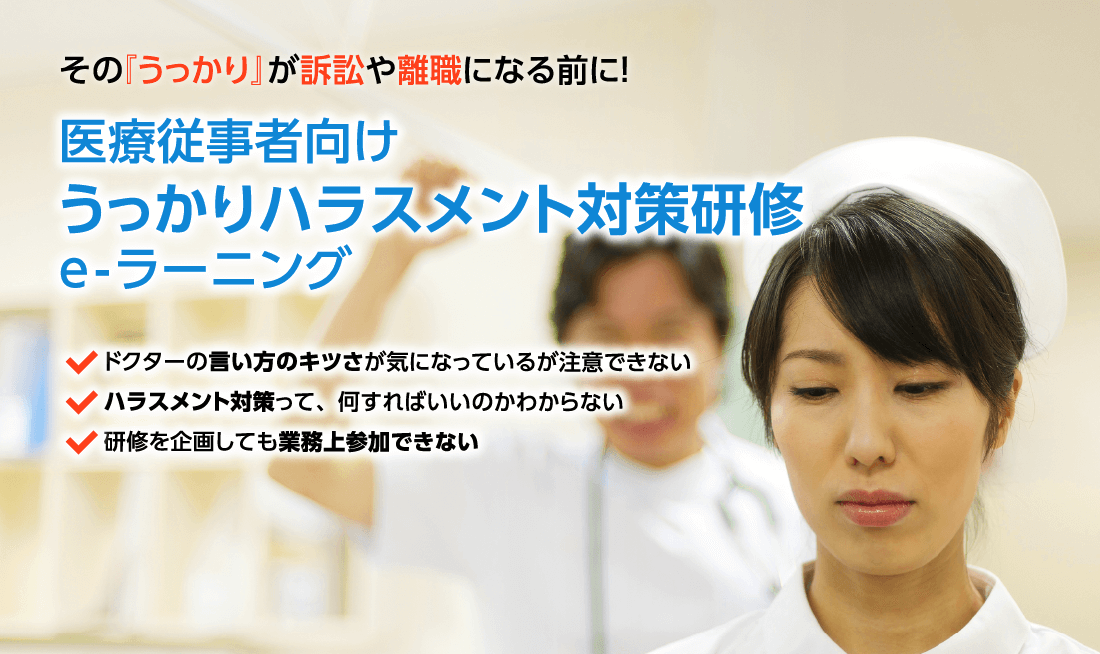 その『うっかり』が訴訟や離職になる前に!
医療従事者向け
うっかりハラスメント対策研修
e-ラーニング
ドクターの言い方のキツさが気になっているが注意できない
ハラスメント対策って、何すればいいのかわからない
研修を企画しても業務上参加できない